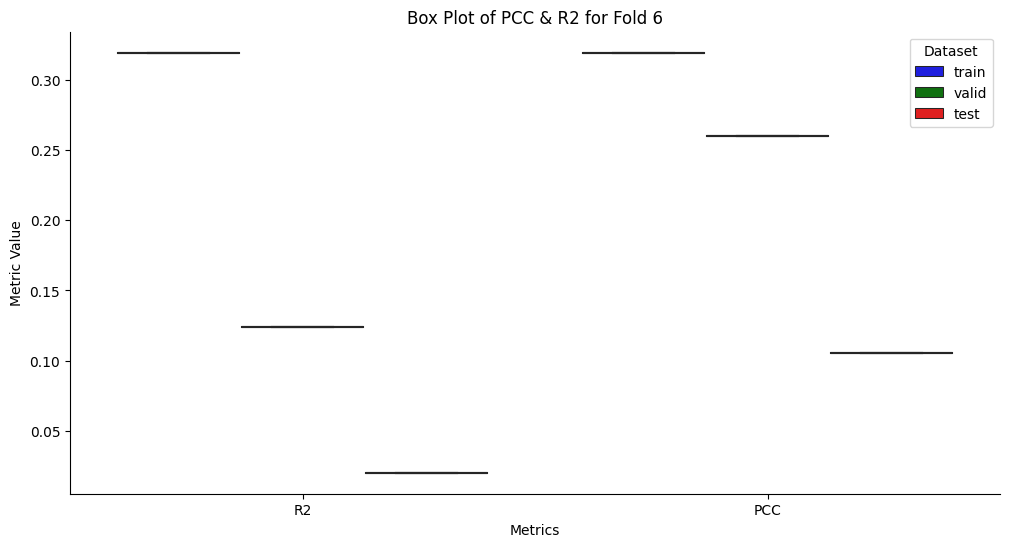 Box Plot of PCC & R2 for Fold 6
Dataset
train
valid
test
Metric Value
0.30
0.25
0.20
0.15
0.10
0.05
R2
PCC
Metrics